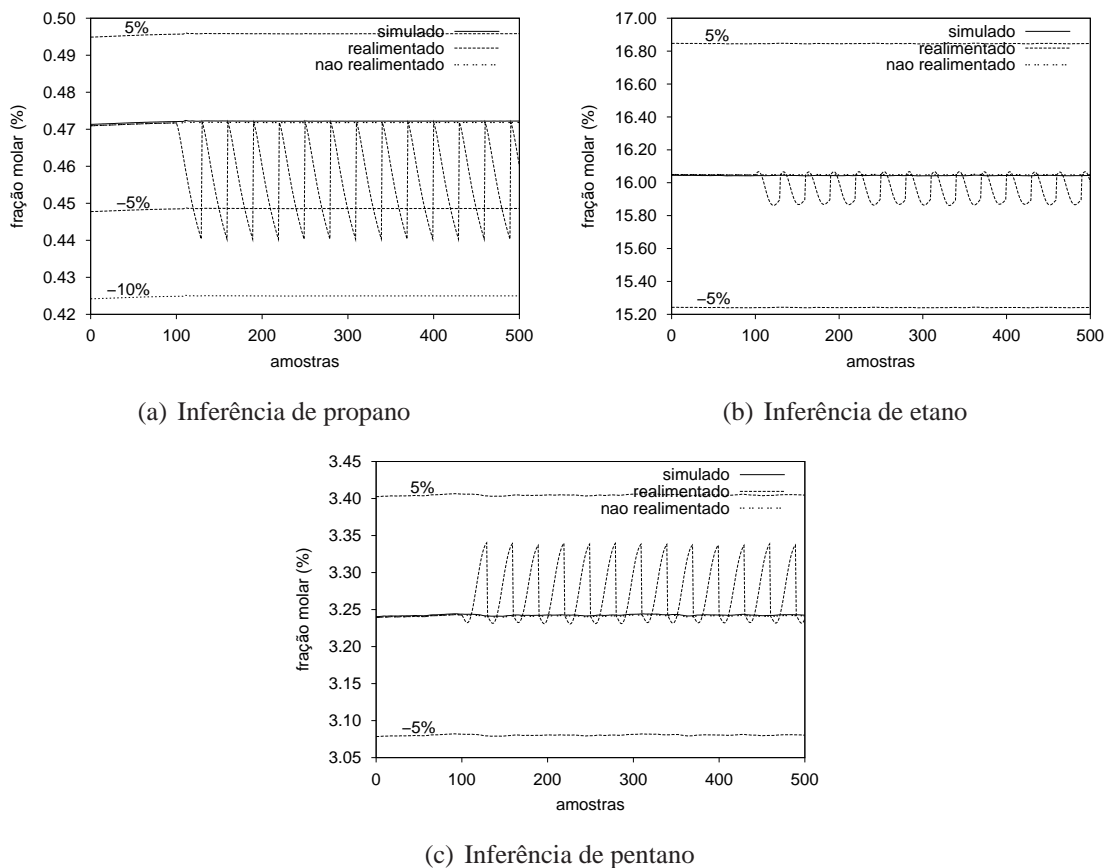 0.50
0.49
0.48
0.47
0.46
0.45
0.44
0.43
0.42
0 100 200 300 400 500
fração molar (%)
amostras
5%
−5%
−10%
simulado
realimentado
nao realimentado
(a) Inferência de propano
17.00
16.80
16.60
16.40
16.20
16.00
15.80
15.60
15.40
15.20
0 100 200 300 400 500
fração molar (%)
amostras
5%
−5%
simulado
realimentado
nao realimentado
(b) Inferência de etano
3.45
3.40
3.35
3.30
3.25
3.20
3.15
3.10
3.05
0 100 200 300 400 500
fração molar (%)
amostras
5%
−5%
simulado
realimentado
nao realimentado
(c) Inferência de pentano